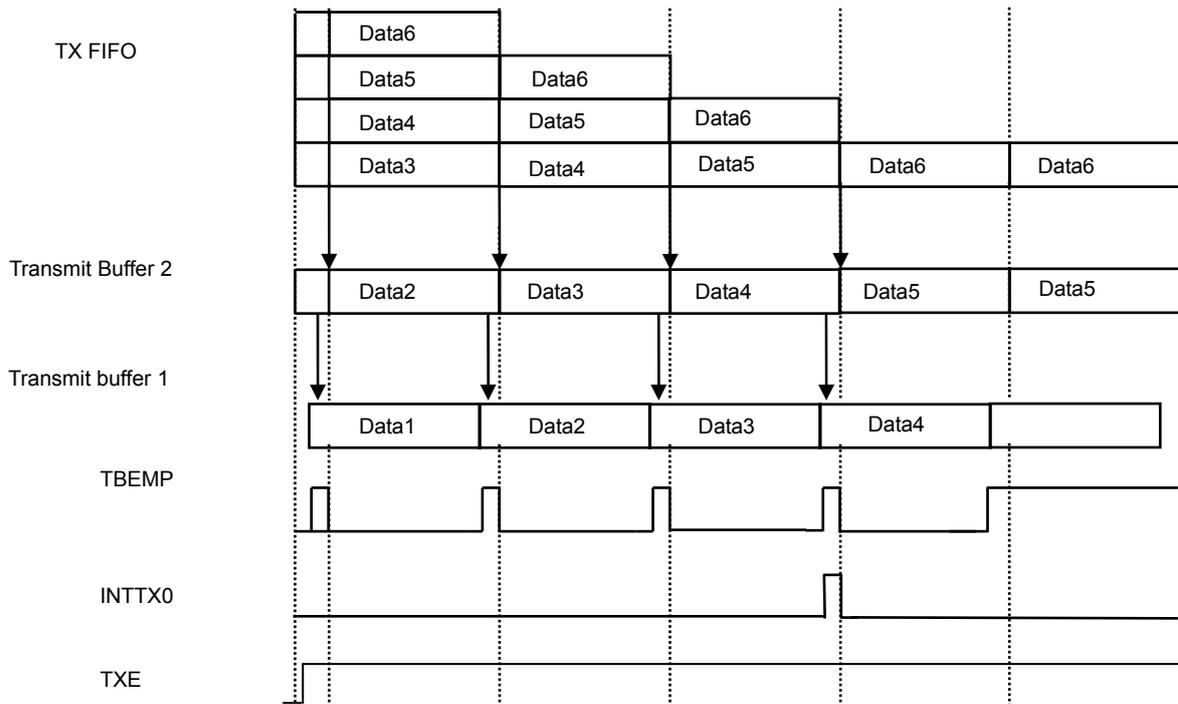 Data6
TX FIFO
Data5 Data6
Data4 Data5 Data6
Data3 Data4 Data5 Data6 Data6
Transmit Buffer 2
Data2 Data3 Data4 Data5 Data5
Transmit buffer 1
Data1 Data2 Data3 Data4
TBEMP
INTTX0
TXE